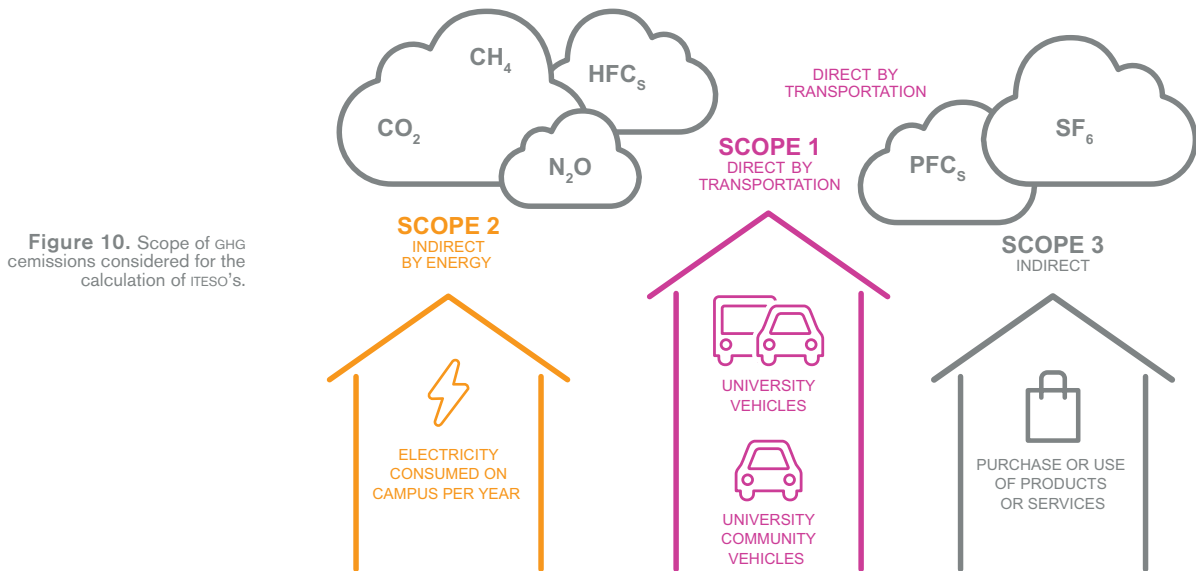 CH₄
HFCₛ
CO₂
N₂O
DIRECT BY
TRANSPORTATION
SF₆
PFCₛ
SCOPE 1
DIRECT BY
TRANSPORTATION
SCOPE 2
INDIRECT
BY ENERGY
SCOPE 3
INDIRECT
Figure 10. Scope of GHG
cemissions considered for the
calculation of ITESO's.
ELECTRICITY
CONSUMED ON
CAMPUS PER YEAR
UNIVERSITY
VEHICLES
UNIVERSITY
COMMUNITY
VEHICLES
PURCHASE OR USE
OF PRODUCTS
OR SERVICES